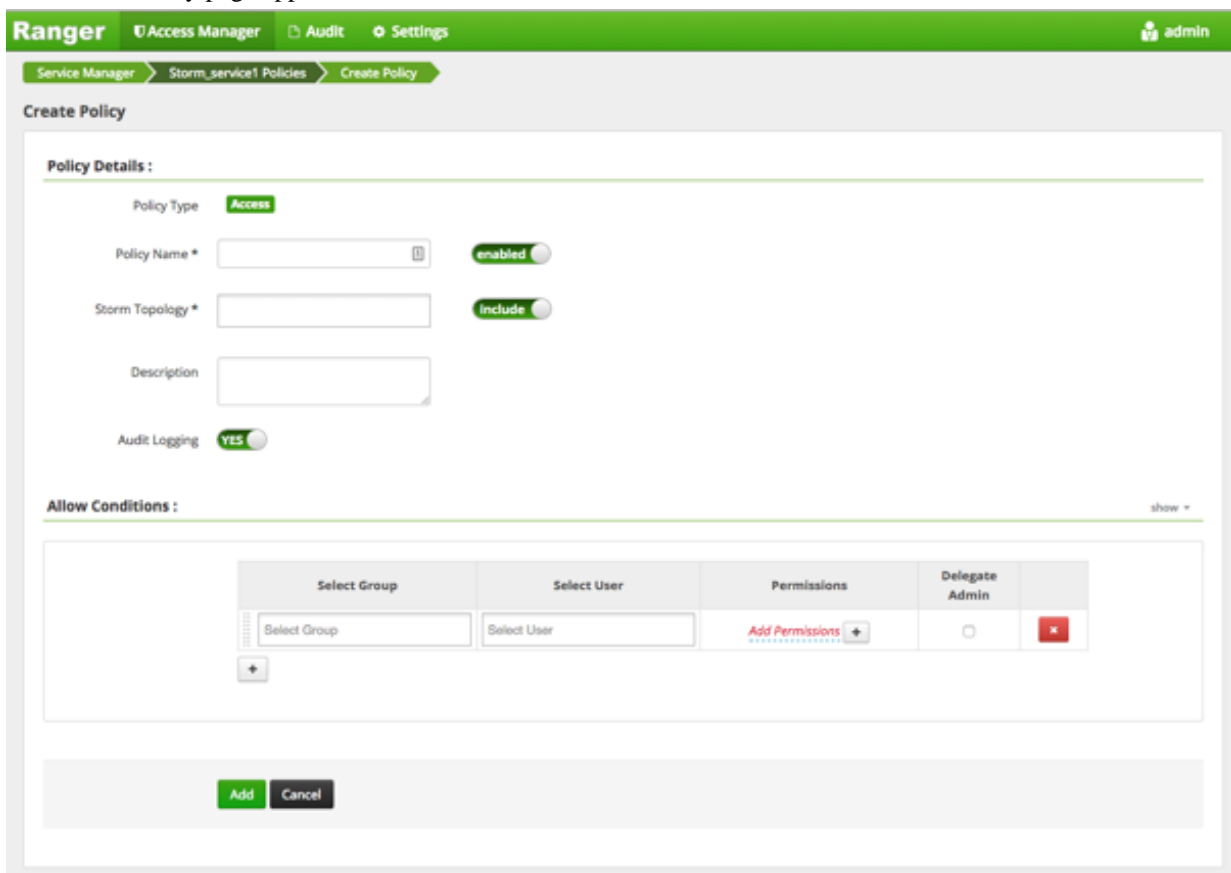 Ranger Access Manager Audit Settings admin
Service Manager Storm_service1 Policies Create Policy
Create Policy
Policy Details :
Policy Type Access
Policy Name * enabled
Storm Topology * include
Description
Audit Logging YES
Allow Conditions : show
Select Group Select User Permissions Delegate Admin
Select Group Select User Add Permissions +
+
Add Cancel